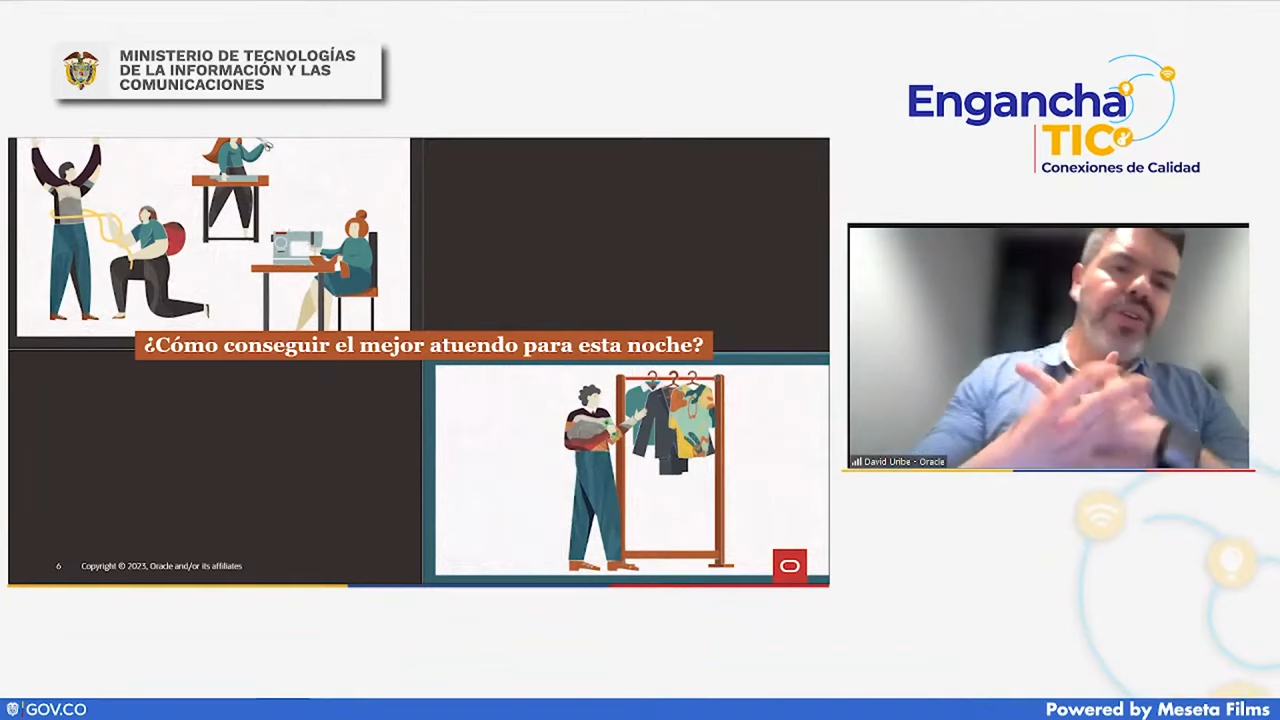 MINISTERIO DE TECNOLOGÍAS
DE LA INFORMACIÓN Y LAS
COMUNICACIONES
Engancha
TIC
Conexiones de Calidad
¿Cómo conseguir el mejor atuendo para esta noche?
David Uribe - Oracle
6 Copyright © 2023, Oracle and/or its affiliates
GOV.CO
Powered by Meseta Films